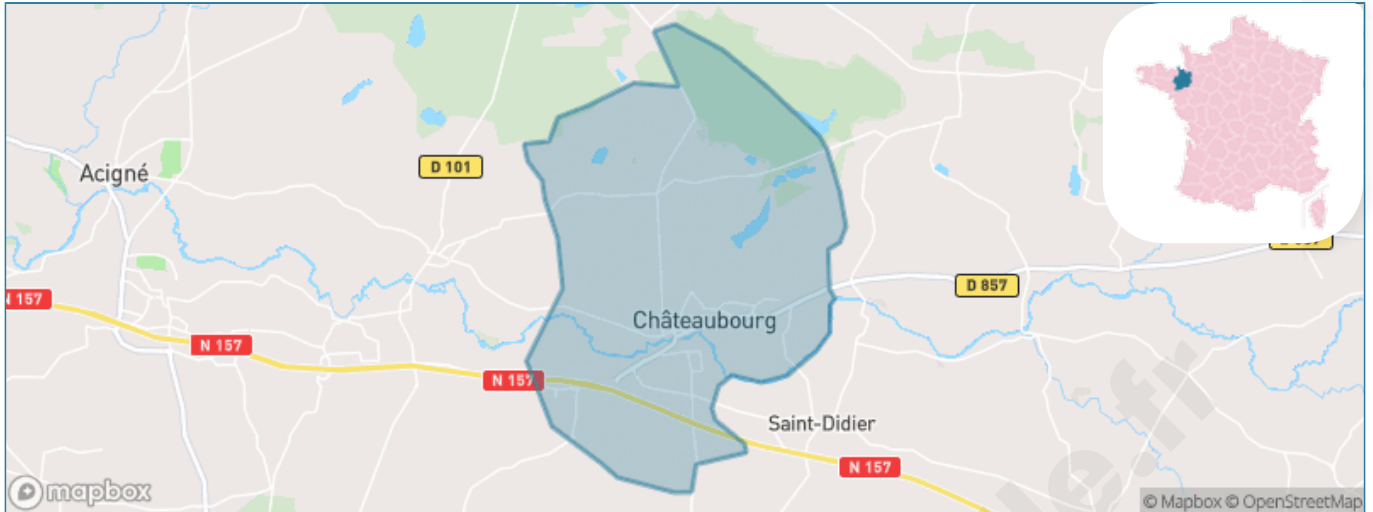 Acigné
D 101
D 857
N 157
Châteaubourg
N 157
N 157
Saint-Didier
N 157
mapbox
© Mapbox © OpenStreetMap